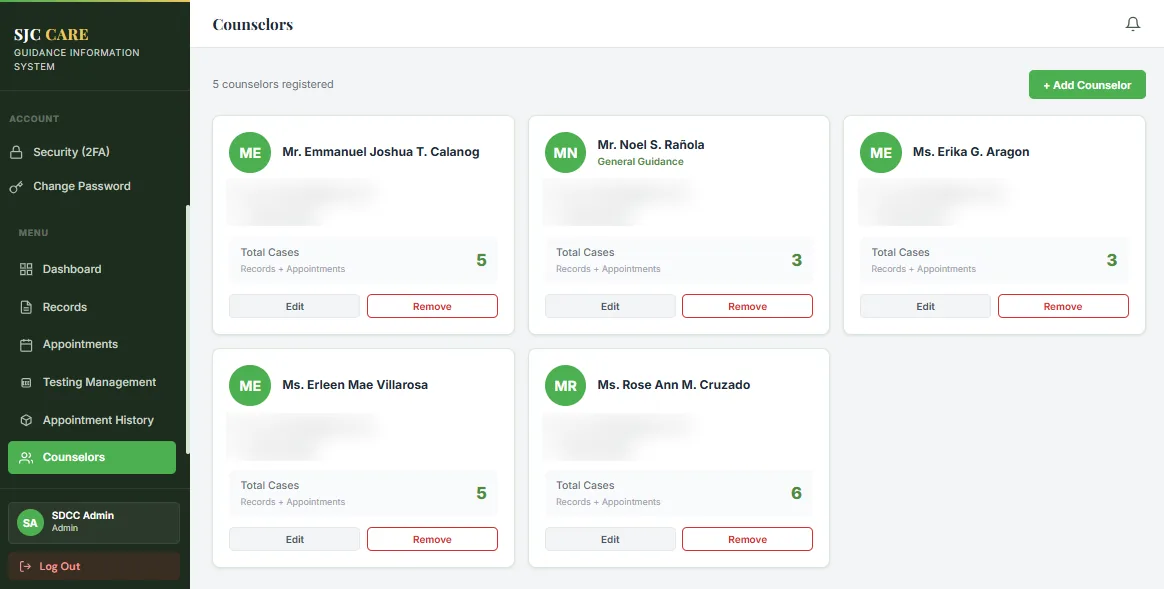 SJC CARE
GUIDANCE INFORMATION
SYSTEM
ACCOUNT
Security (2FA)
Change Password
MENU
Dashboard
Records
Appointments
Testing Management
Appointment History
Counselors
SA
SDCC Admin
Admin
Log Out
Counselors
5 counselors registered
+ Add Counselor
ME
Mr. Emmanuel Joshua T. Calanog
Total Cases
Records + Appointments
5
Edit
Remove
MN
Mr. Noel S. Rañola
General Guidance
Total Cases
Records + Appointments
3
Edit
Remove
ME
Ms. Erika G. Aragon
Total Cases
Records + Appointments
3
Edit
Remove
ME
Ms. Erleen Mae Villarosa
Total Cases
Records + Appointments
5
Edit
Remove
MR
Ms. Rose Ann M. Cruzado
Total Cases
Records + Appointments
6
Edit
Remove